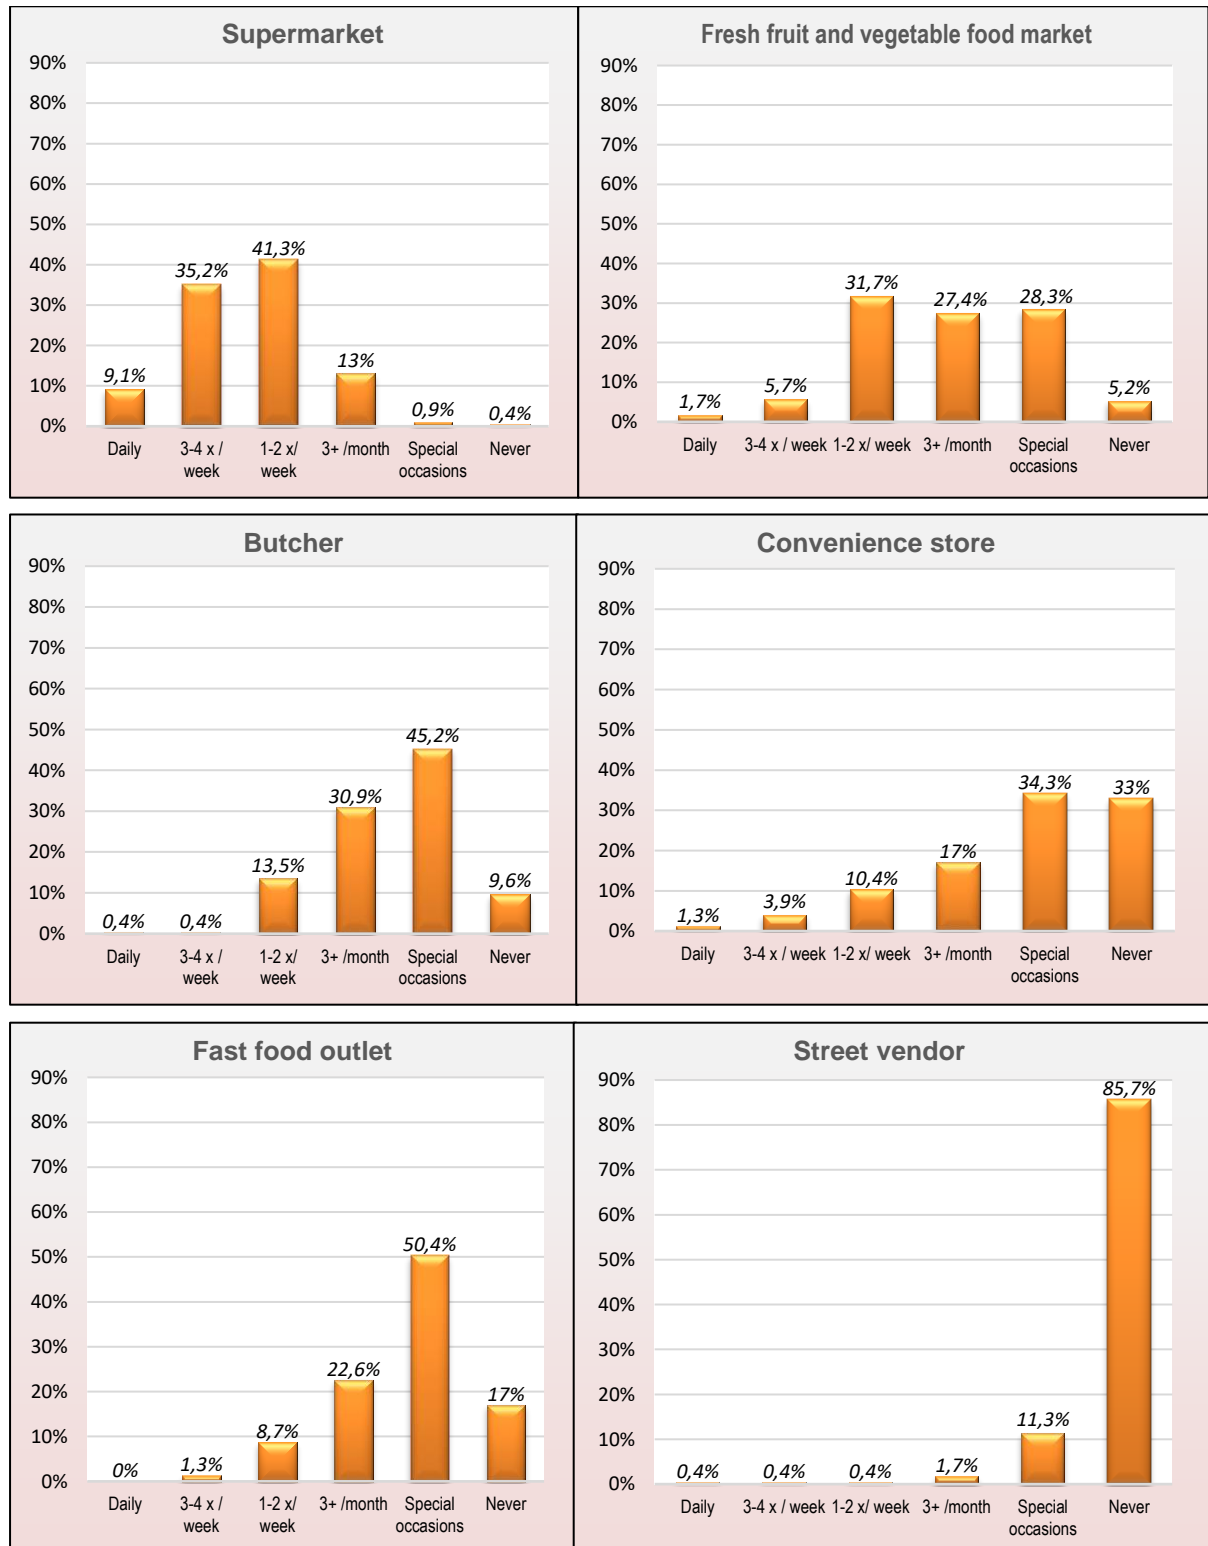 Supermarket
90%
80%
70%
60%
50%
40%
30%
20%
10%
0%
9,1%
35,2%
41,3%
13%
0,9%
0,4%
Daily
3-4 x /
week
1-2 x/
week
3+ /month
Special
occasions
Never
Fresh fruit and vegetable food market
90%
80%
70%
60%
50%
40%
30%
20%
10%
0%
1,7%
5,7%
31,7%
27,4%
28,3%
5,2%
Daily
3-4 x / week
1-2 x/ week
3+ /month
Special
occasions
Never
Butcher
90%
80%
70%
60%
50%
40%
30%
20%
10%
0%
0,4%
0,4%
13,5%
30,9%
45,2%
9,6%
Daily
3-4 x /
week
1-2 x/
week
3+ /month
Special
occasions
Never
Convenience store
90%
80%
70%
60%
50%
40%
30%
20%
10%
0%
1,3%
3,9%
10,4%
17%
34,3%
33%
Daily
3-4 x / week
1-2 x/ week
3+ /month
Special
occasions
Never
Fast food outlet
90%
80%
70%
60%
50%
40%
30%
20%
10%
0%
0%
1,3%
8,7%
22,6%
50,4%
17%
Daily
3-4 x /
week
1-2 x/
week
3+ /month
Special
occasions
Never
Street vendor
90%
80%
70%
60%
50%
40%
30%
20%
10%
0%
0,4%
0,4%
0,4%
1,7%
11,3%
85,7%
Daily
3-4 x / week
1-2 x/ week
3+ /month
Special
occasions
Never